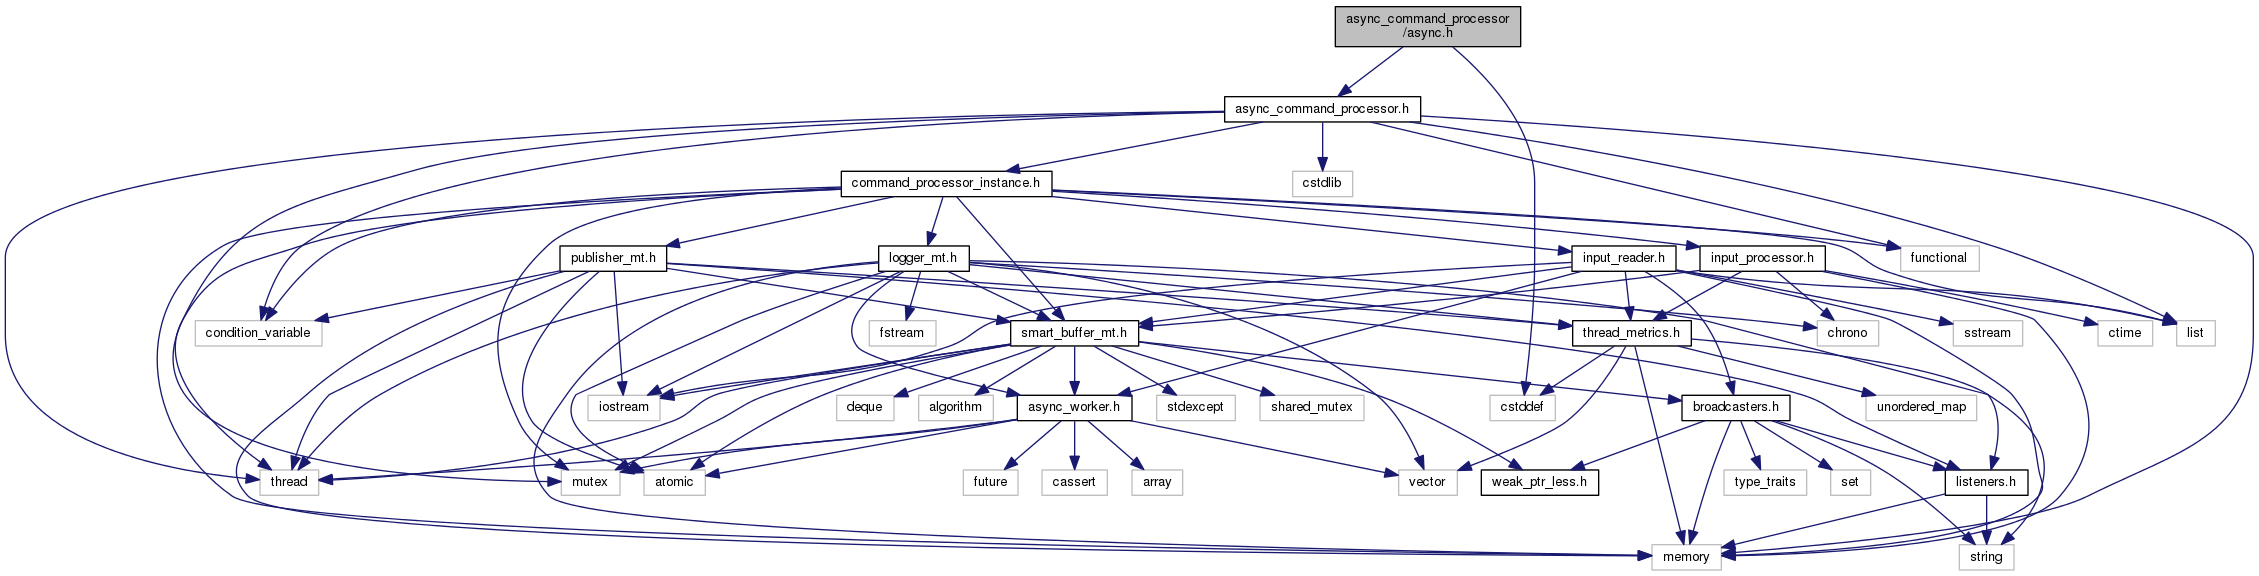 async_command_processor
/async.h
async_command_processor.h
command_processor_instance.h
cstdlib
publisher_mt.h
logger_mt.h
input_reader.h
input_processor.h
functional
condition_variable
fstream
smart_buffer_mt.h
thread_metrics.h
chrono
sstream
ctime
list
iostream
deque
algorithm
async_worker.h
stdexcept
shared_mutex
cstddef
broadcasters.h
unordered_map
thread
mutex
atomic
future
cassert
array
vector
weak_ptr_less.h
type_traits
set
listeners.h
memory
string